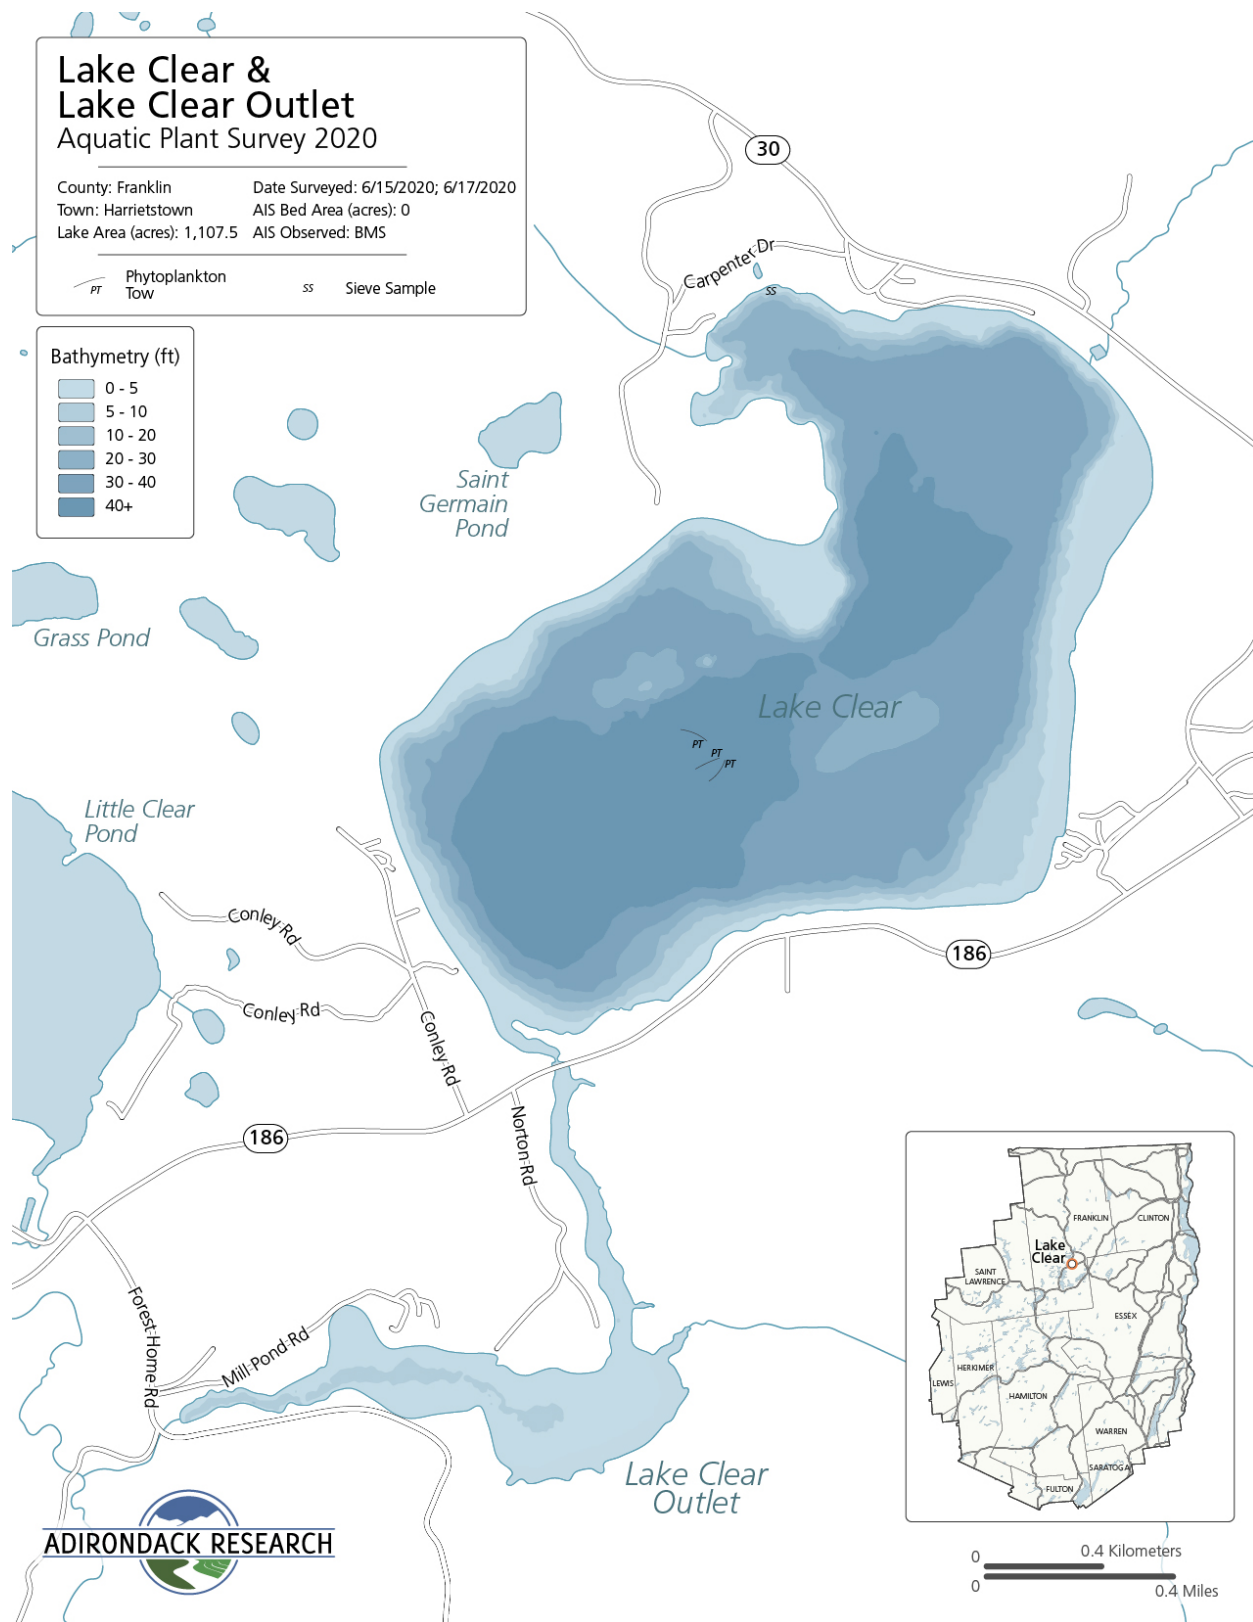 Lake Clear &
Lake Clear Outlet
Aquatic Plant Survey 2020
County: Franklin
Date Surveyed: 6/15/2020; 6/17/2020
Town: Harrietstown
AIS Bed Area (acres): 0
Lake Area (acres): 1,107.5
AIS Observed: BMS
PT
Phytoplankton
Tow
SS
Sieve Sample
Bathymetry (ft)
0 - 5
5 - 10
10 - 20
20 - 30
30 - 40
40+
30
Carpenter Dr
SS
Saint
Germain
Pond
Grass Pond
Lake Clear
PT
PT
PT
Little Clear
Pond
Conley Rd
186
Conley Rd
Conley Rd
186
Norton Rd
Forest Home Rd
Mill Pond Rd
Lake Clear
Outlet
FRANKLIN
CLINTON
Lake
Clear
SAINT
LAWRENCE
ESSEX
HERKIMER
LEWIS
HAMILTON
WARREN
SARATOGA
FULTON
ADIRONDACK RESEARCH
0
0.4 Kilometers
0
0.4 Miles